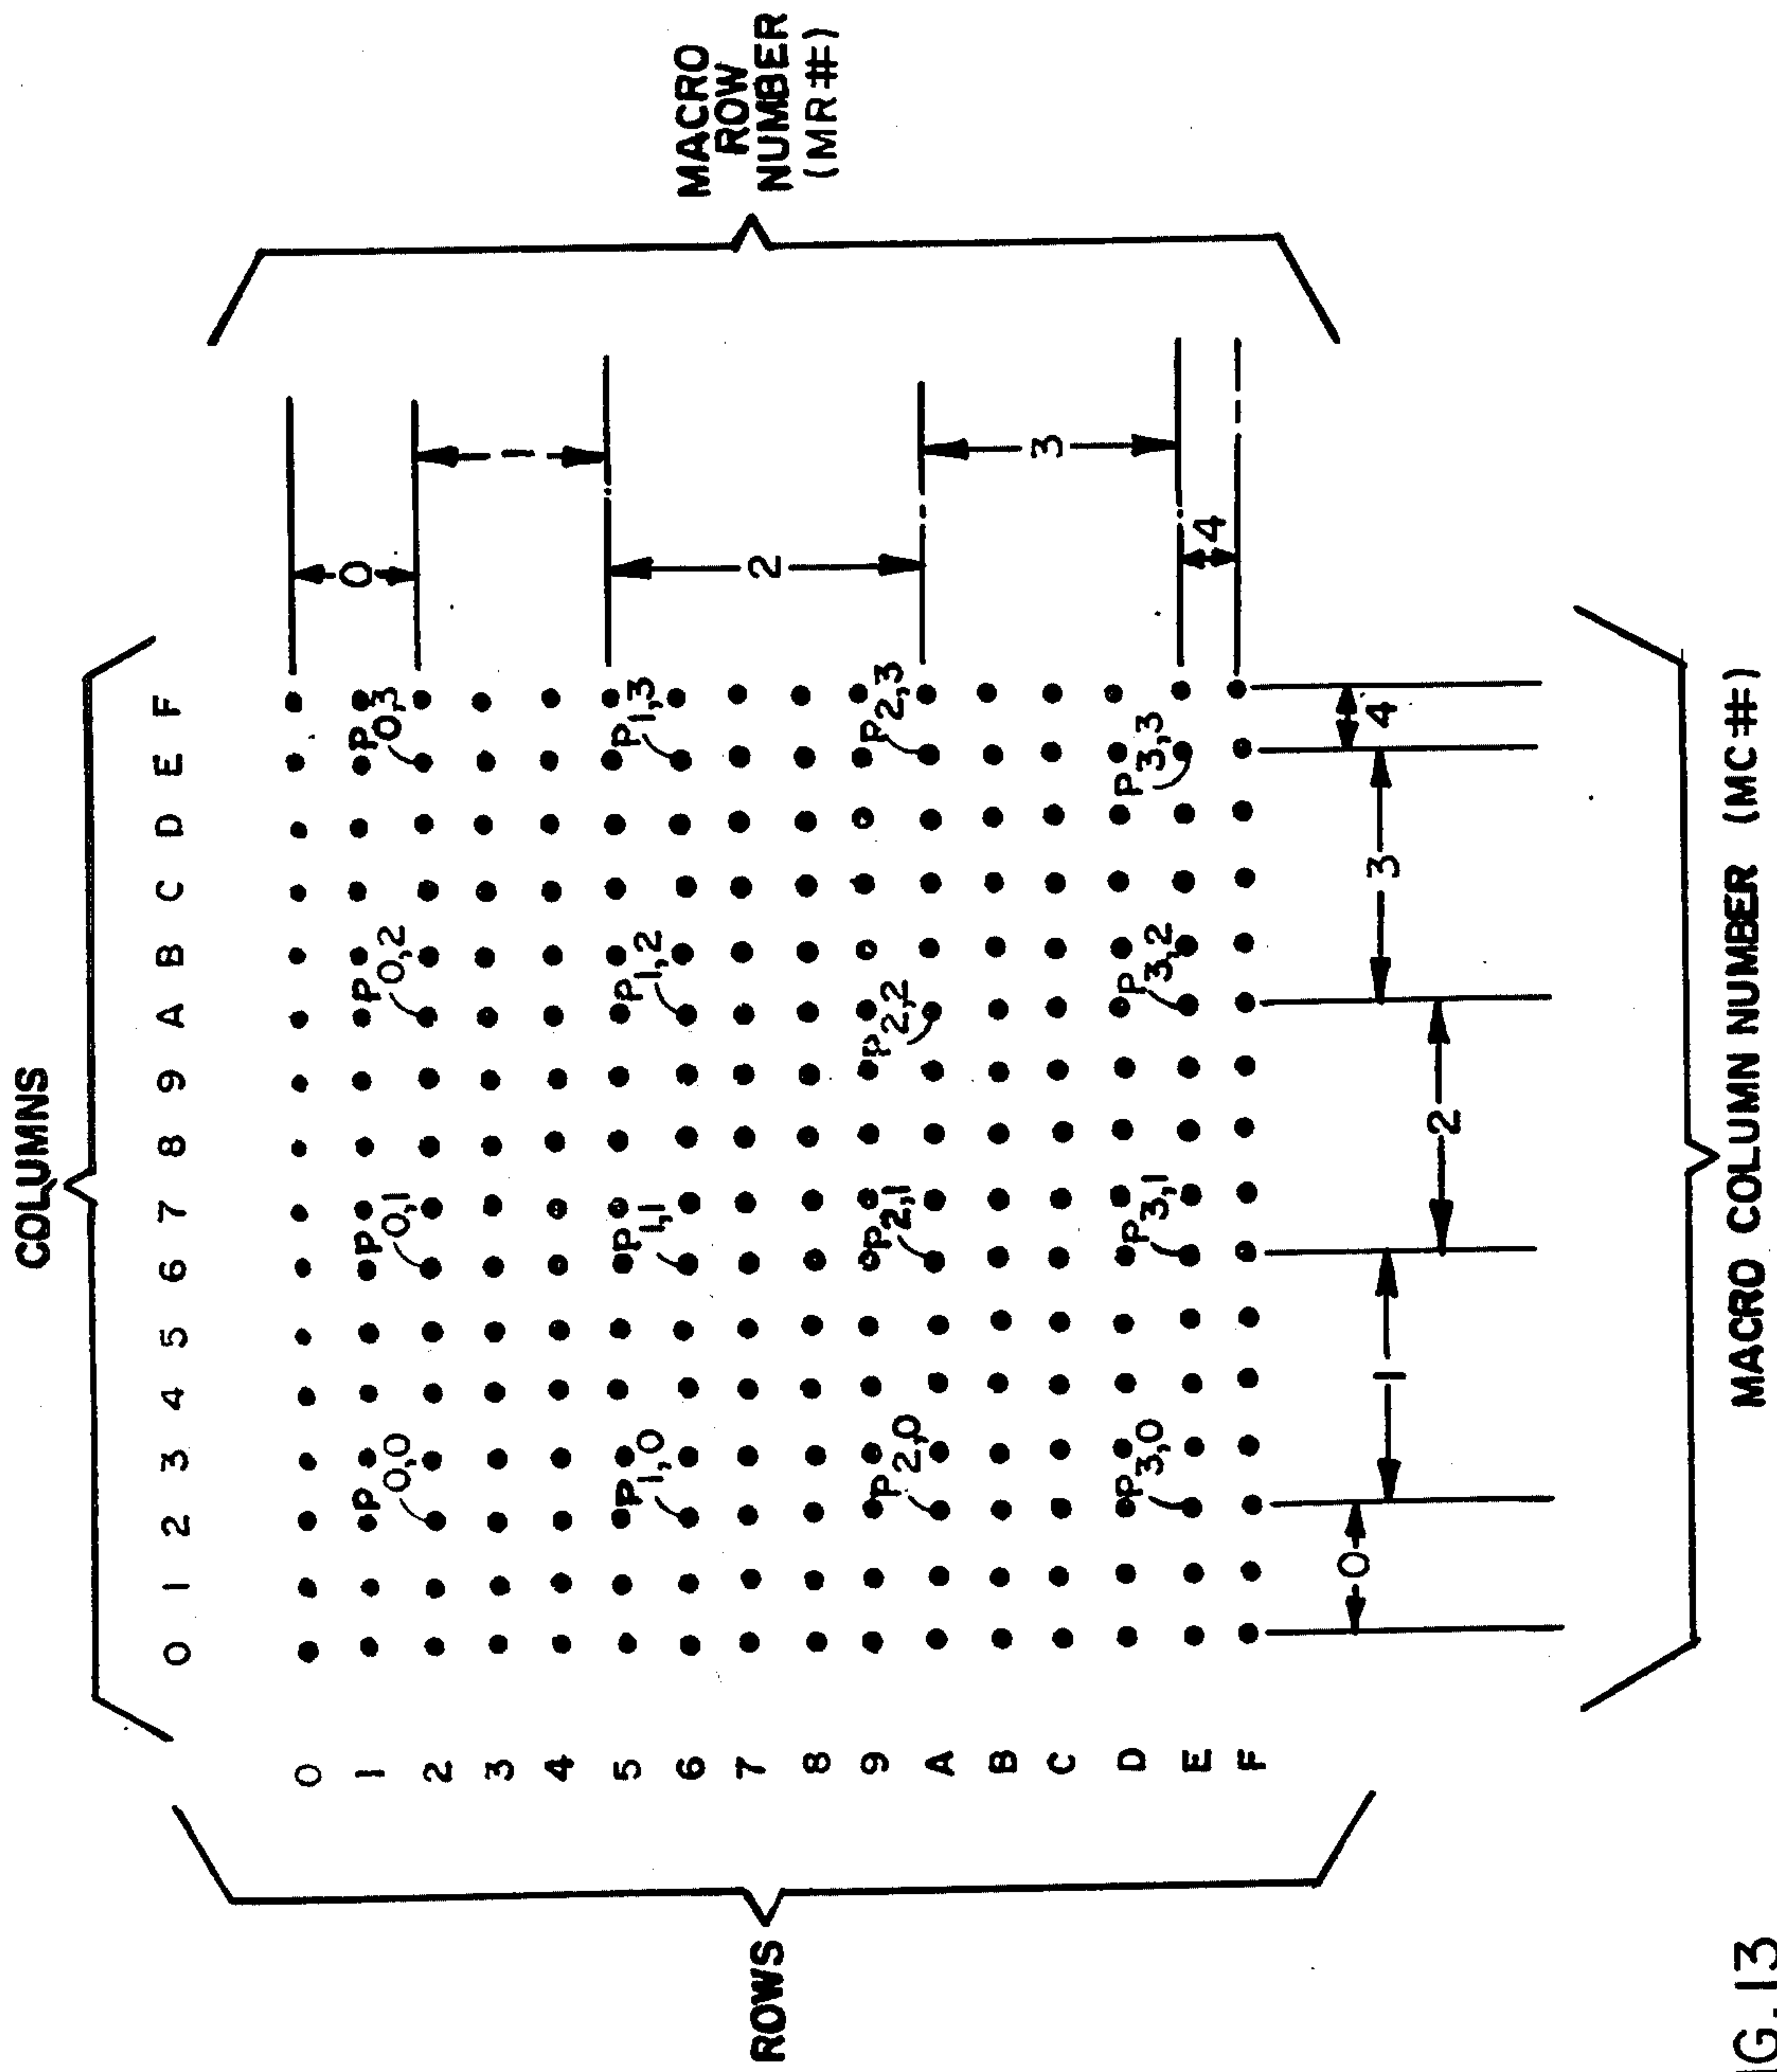 COLUMNS
0 1 2 3 4 5 6 7 8 9 A B C D E F
ROWS
0
1
2
3
4
5
6
7
8
9
A
B
C
D
E
F
P0,0 P0,1 P0,2 P0,3
P1,0 P1,1 P1,2 P1,3
P2,0 P2,1 P2,2 P2,3
P3,0 P3,1 P3,2 P3,3
0
1
2
3
4
MACRO
ROW
NUMBER
(MR#)
0 1 2 3 4
MACRO COLUMN NUMBER (MC#)
G. 13